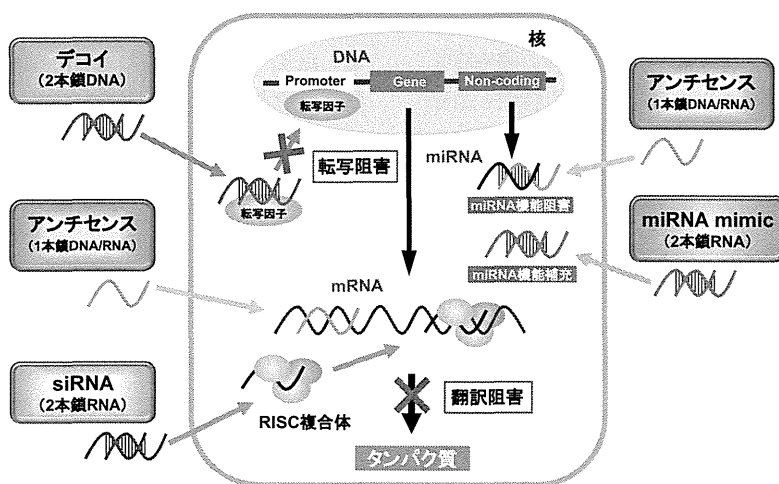 デコイ
(2本鎖DNA)
アンチセンス
(1本鎖DNA/RNA)
siRNA
(2本鎖RNA)
核
DNA
Promoter
Gene
Non-coding
転写因子
転写阻害
転写因子
miRNA
miRNA機能阻害
miRNA機能補充
mRNA
RISC複合体
翻訳阻害
タンパク質
アンチセンス
(1本鎖DNA/RNA)
miRNA mimic
(2本鎖RNA)